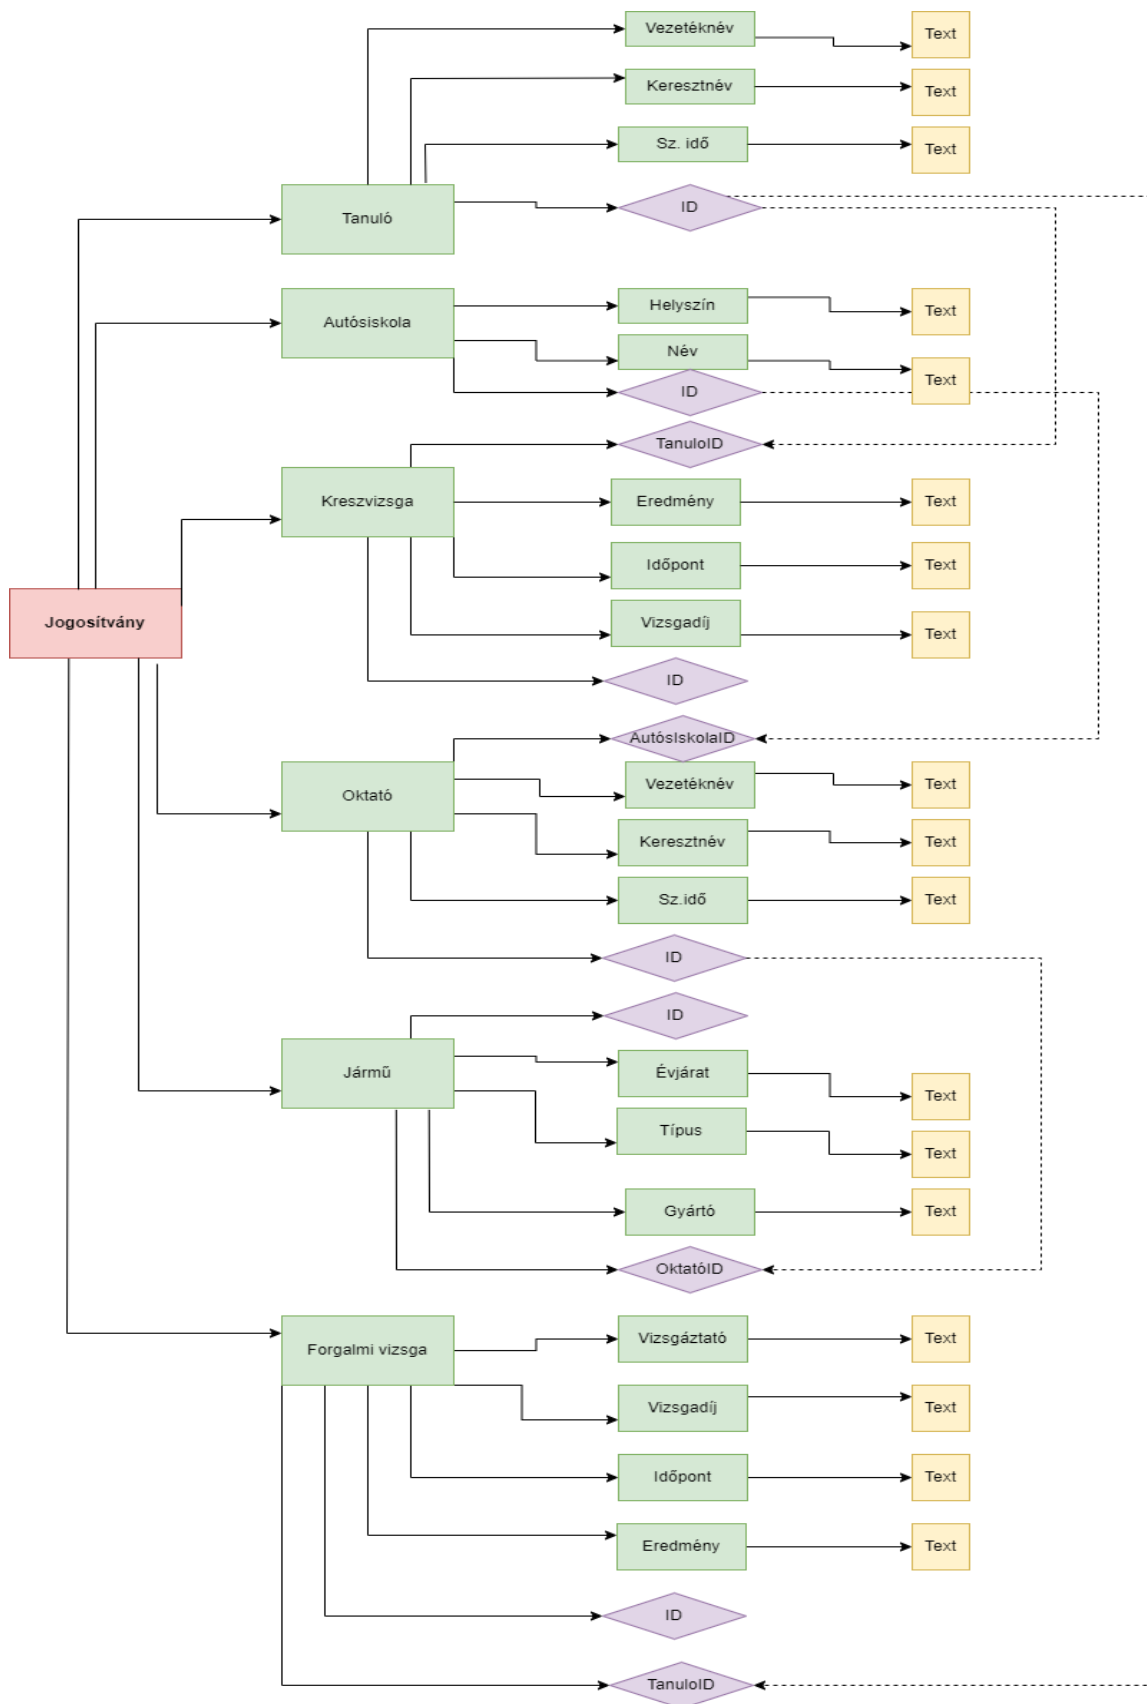 Vezetéknév
Text
Keresztnév
Text
Sz. idő
Text
Tanuló
ID
Autósiskola
Helyszín
Text
Név
Text
ID
TanuloID
Kreszvizsga
Eredmény
Text
Időpont
Text
Vizsgadíj
Text
Jogosítvány
ID
AutósIskolaID
Oktató
Vezetéknév
Text
Keresztnév
Text
Sz.idő
Text
ID
ID
Jármű
Évjárat
Text
Típus
Text
Gyártó
Text
OktatóID
Forgalmi vizsga
Vizsgáztató
Text
Vizsgadíj
Text
Időpont
Text
Eredmény
Text
ID
TanuloID